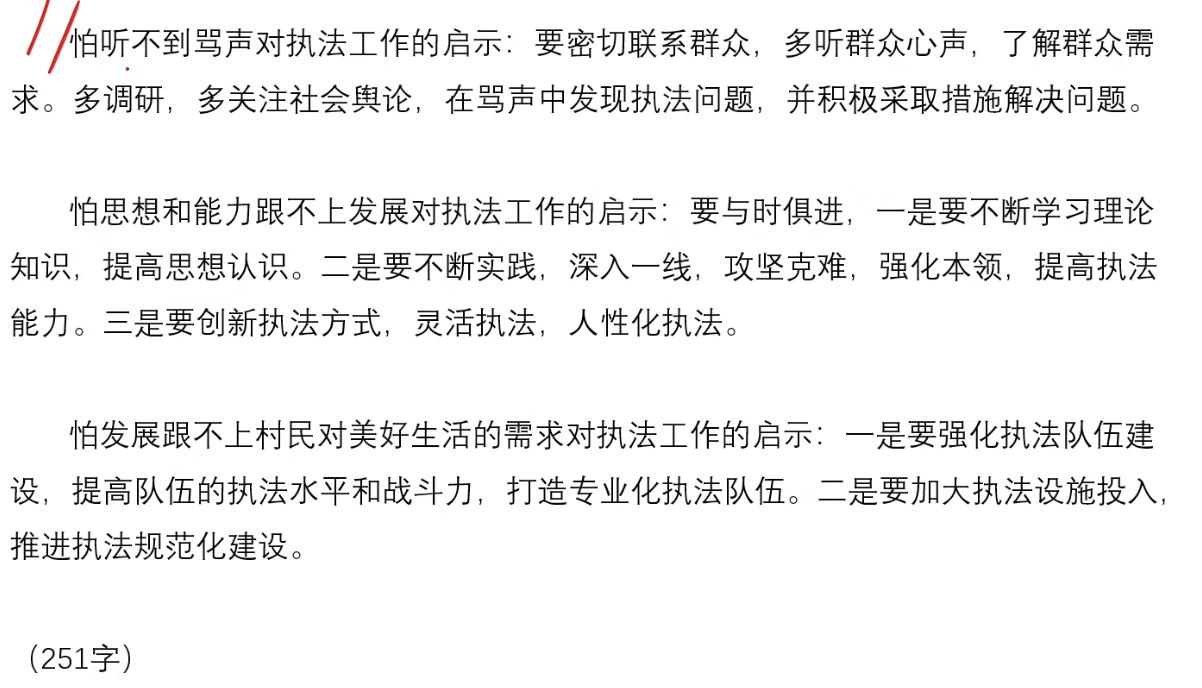 怕听不到骂声对执法工作的启示：要密切联系群众，多听群众心声，了解群众需
求。多调研，多关注社会舆论，在骂声中发现执法问题，并积极采取措施解决问题。
怕思想和能力跟不上发展对执法工作的启示：要与时俱进，一是要不断学习理论
知识，提高思想认识。二是要不断实践，深入一线，攻坚克难，强化本领，提高执法
能力。三是要创新执法方式，灵活执法，人性化执法。
怕发展跟不上村民对美好生活的需求对执法工作的启示：一是要强化执法队伍建
设，提高队伍的执法水平和战斗力，打造专业化执法队伍。二是要加大执法设施投入，
推进执法规范化建设。
（251字）